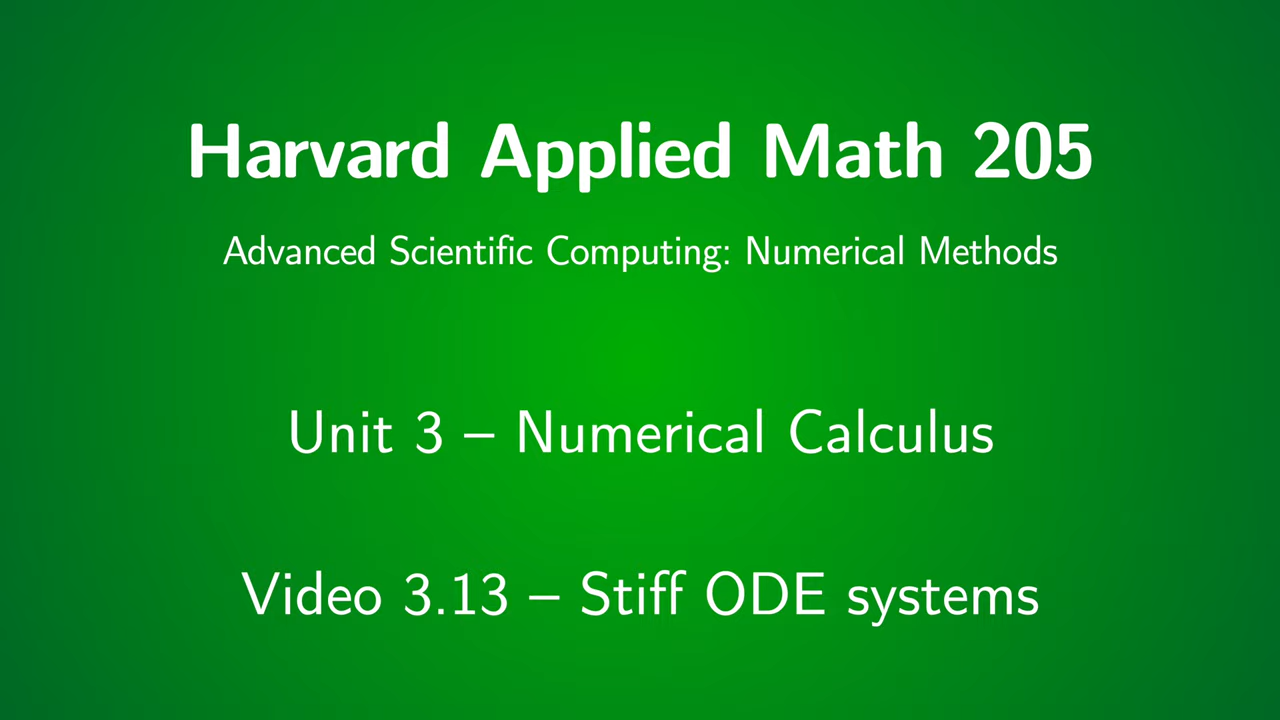 Harvard Applied Math 205
Advanced Scientific Computing: Numerical Methods
Unit 3 – Numerical Calculus
Video 3.13 – Stiff ODE systems